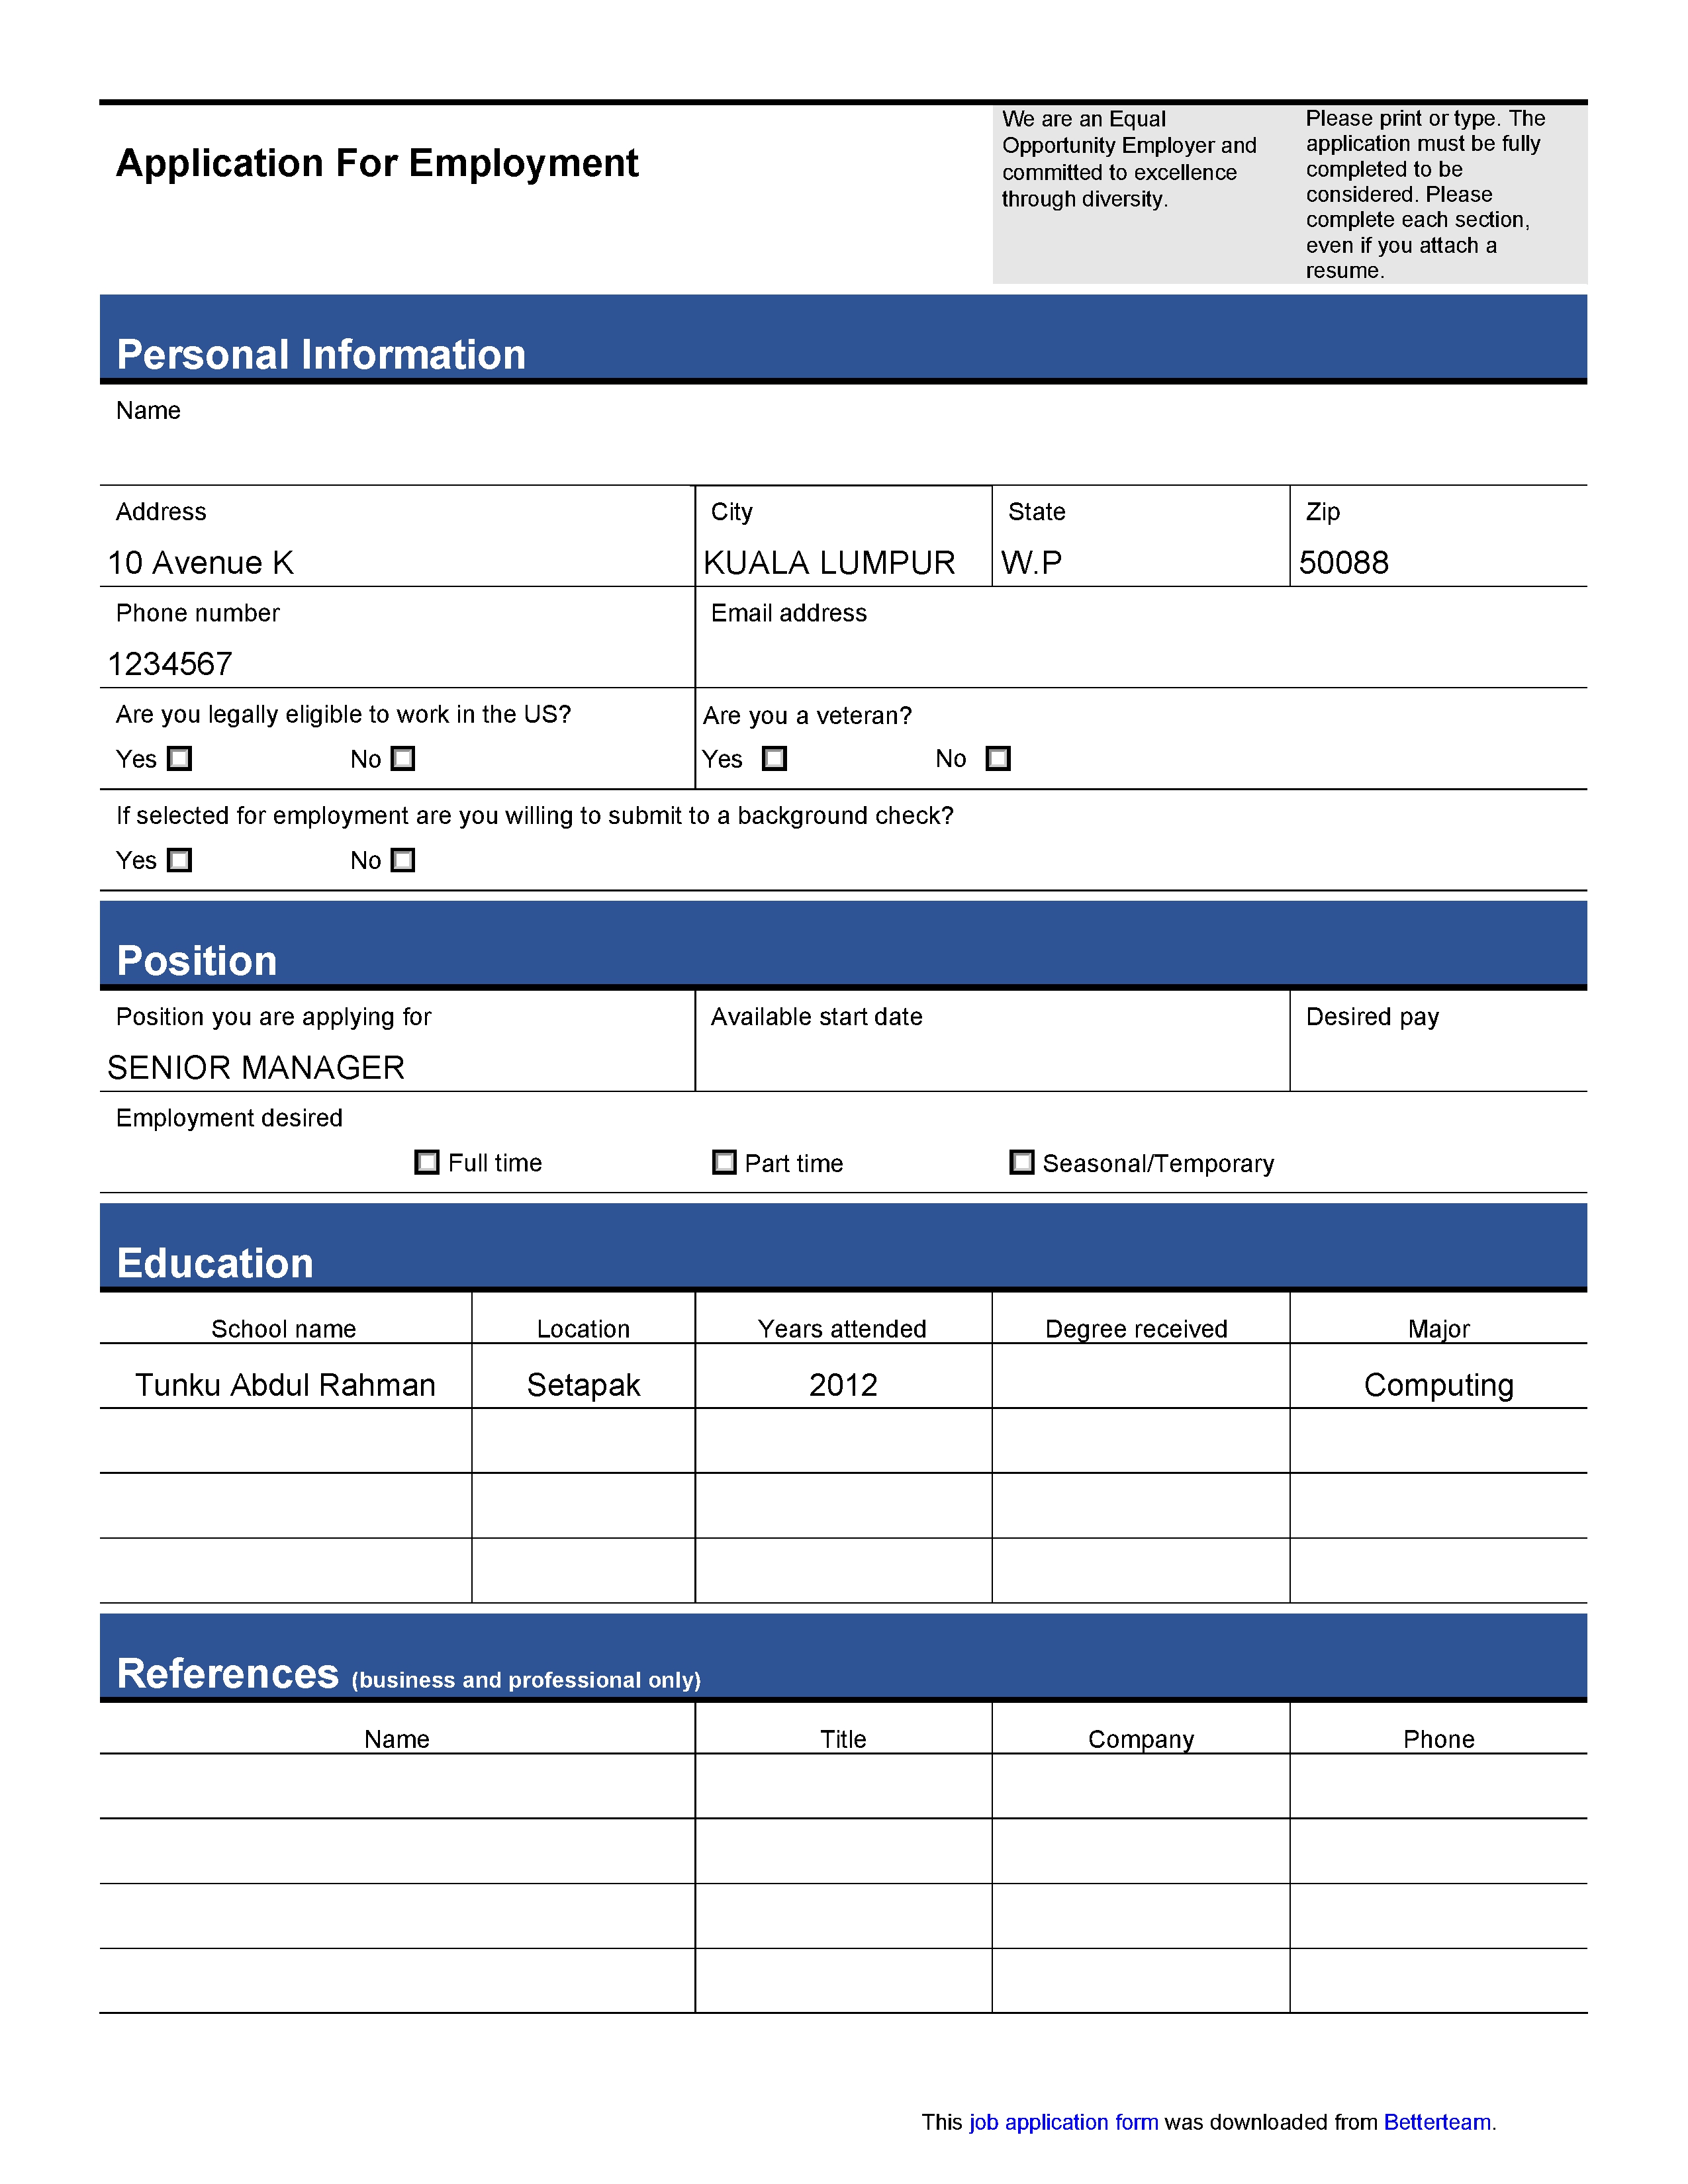 Application For Employment
We are an Equal
Opportunity Employer and
committed to excellence
through diversity.
Please print or type. The
application must be fully
completed to be
considered. Please
complete each section,
even if you attach a
resume.
Personal Information
Name
Address City State Zip
10 Avenue K KUALA LUMPUR W.P 50088
Phone number Email address
1234567
Are you legally eligible to work in the US? Are you a veteran?
Yes No Yes No
If selected for employment are you willing to submit to a background check?
Yes No
Position
Position you are applying for Available start date Desired pay
SENIOR MANAGER
Employment desired
Full time Part time Seasonal/Temporary
Education
School name Location Years attended Degree received Major
Tunku Abdul Rahman Setapak 2012 Computing
References (business and professional only)
Name Title Company Phone
This job application form was downloaded from Betterteam.